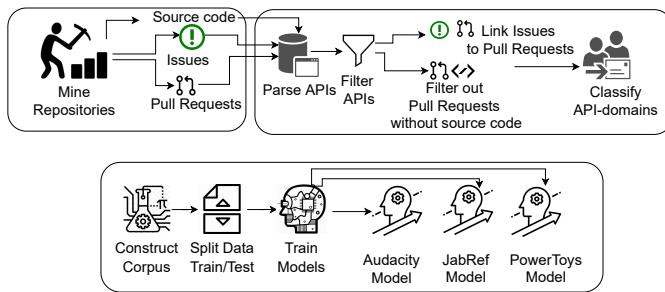 Source code
Issues
Mine
Repositories
Pull Requests
Parse APIs
Filter
APIs
Link Issues
to Pull Requests
Filter out
Pull Requests
without source code
Classify
API-domains
Construct
Corpus
Split Data
Train/Test
Train
Models
Audacity
Model
JabRef
Model
PowerToys
Model